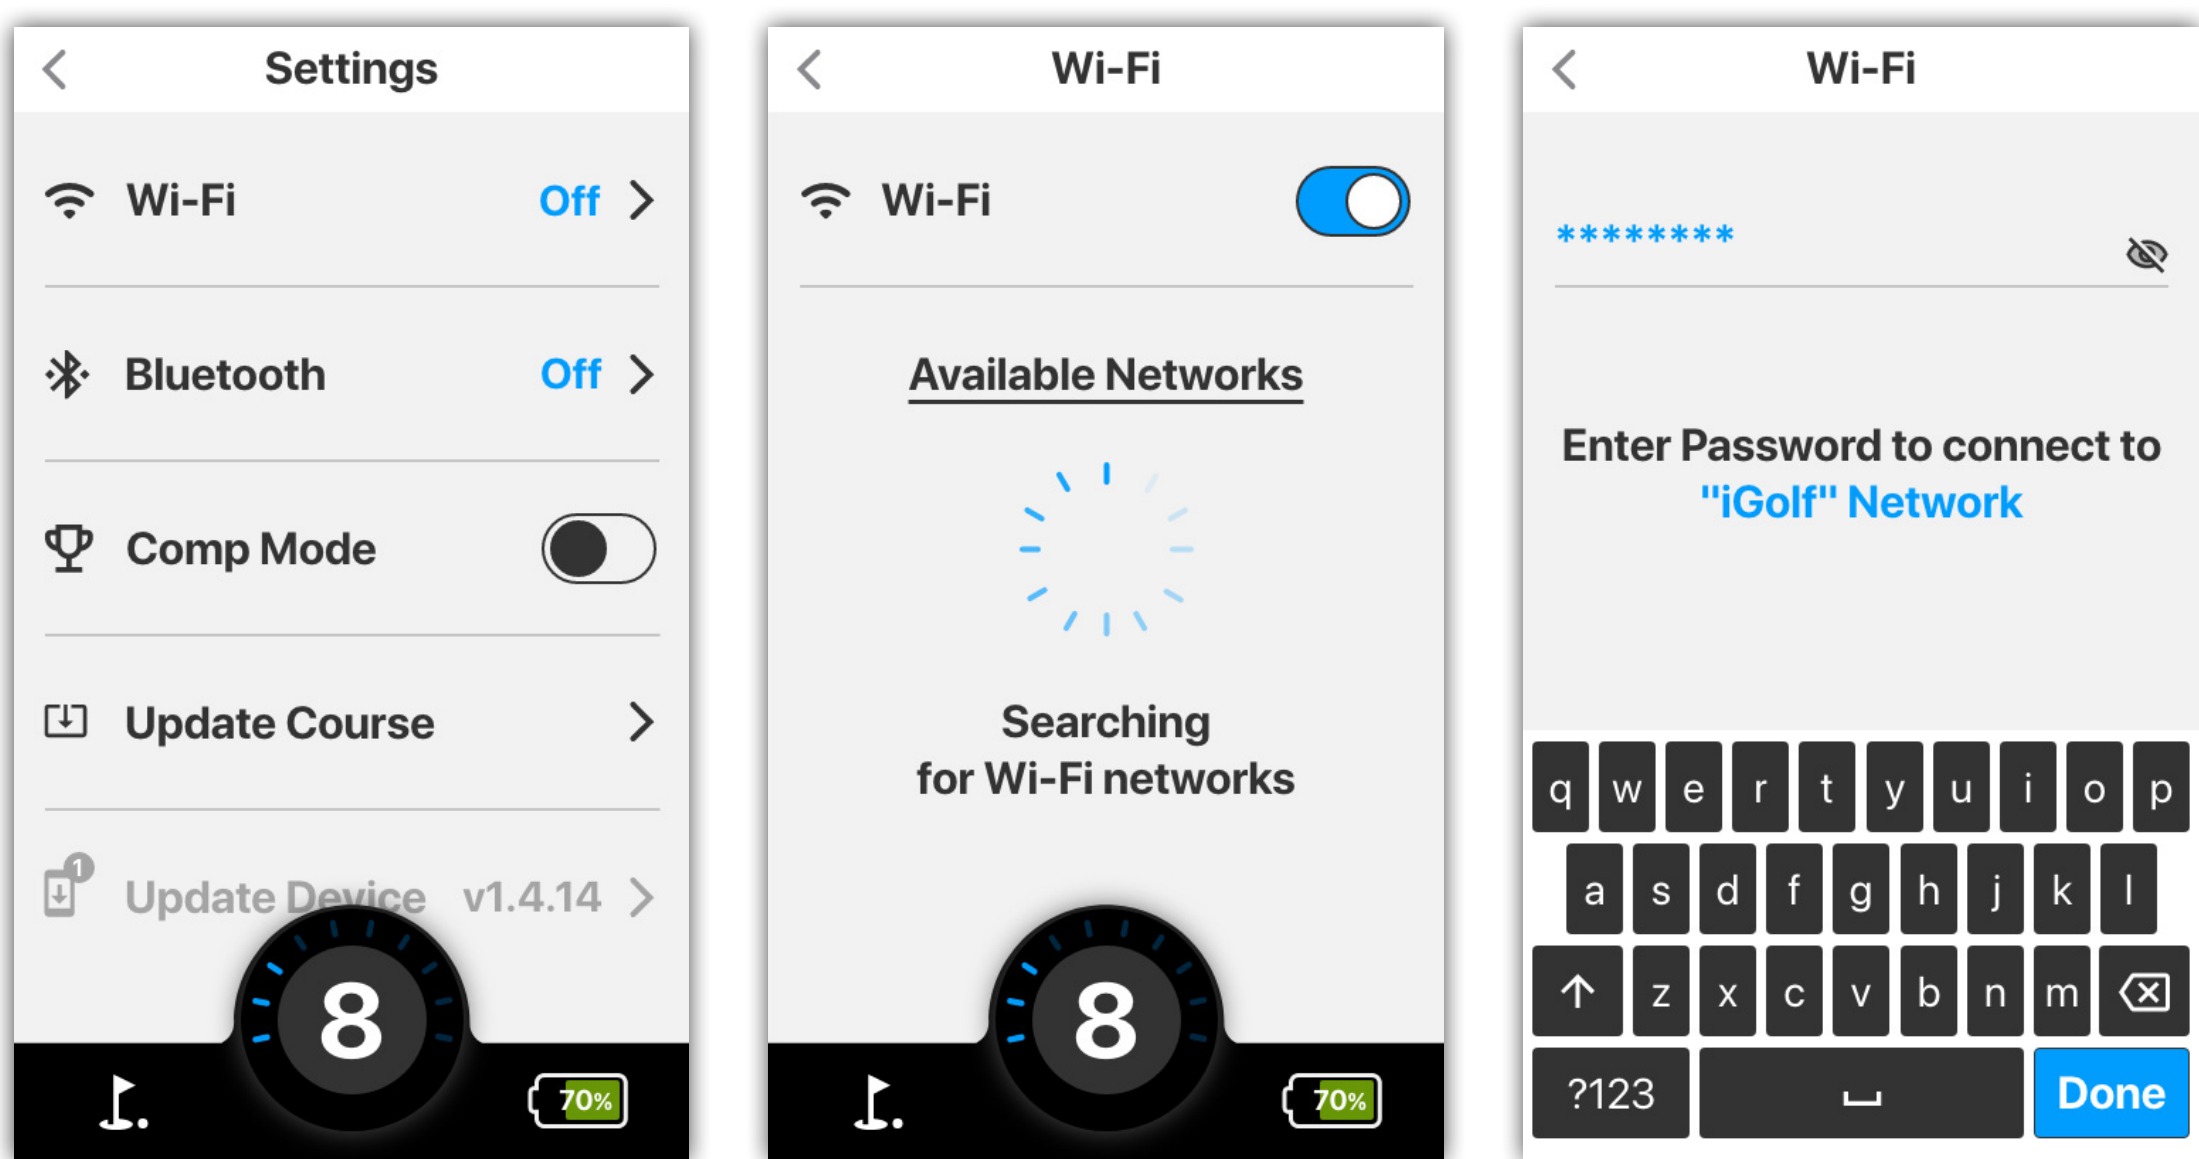 Settings
Wi-Fi Off
Bluetooth Off
Comp Mode
Update Course
1
Update Device v1.4.14
8
70%
Wi-Fi
Wi-Fi
Available Networks
Searching
for Wi-Fi networks
8
70%
Wi-Fi
********
Enter Password to connect to
"iGolf" Network
q w e r t y u i o p
a s d f g h j k l
z x c v b n m
?123 Done